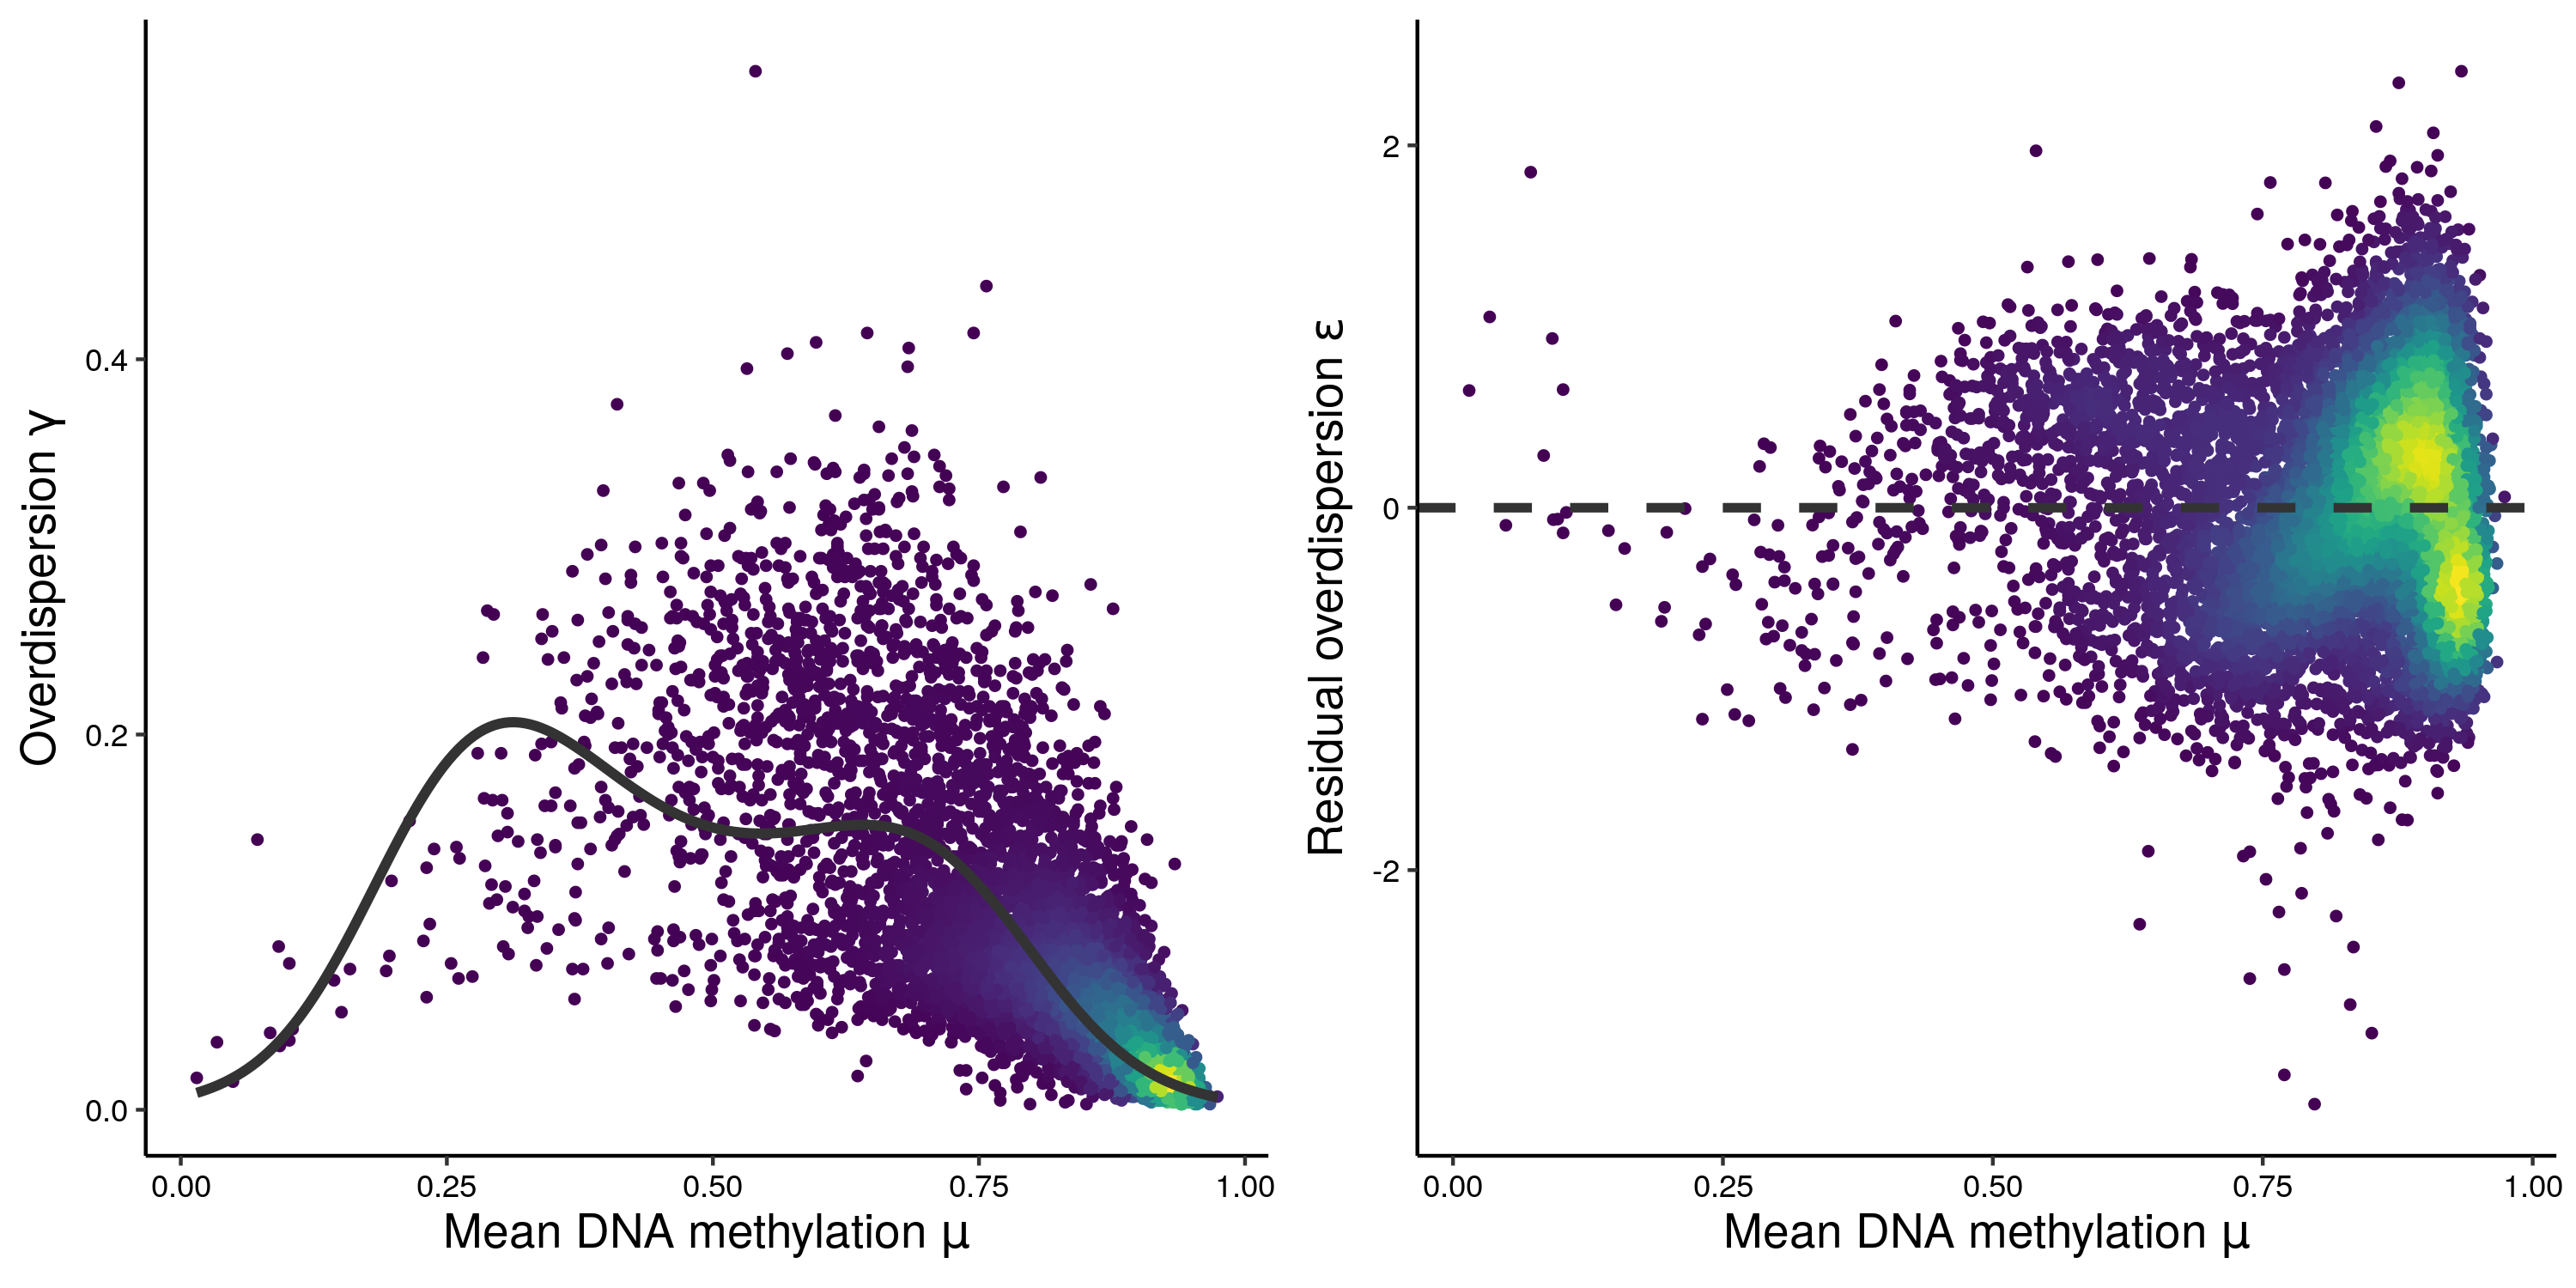 Overdispersion γ
0.4
0.2
0.0
0.00 0.25 0.50 0.75 1.00
Mean DNA methylation μ
Residual overdispersion ε
2
0
-2
0.00 0.25 0.50 0.75 1.00
Mean DNA methylation μ